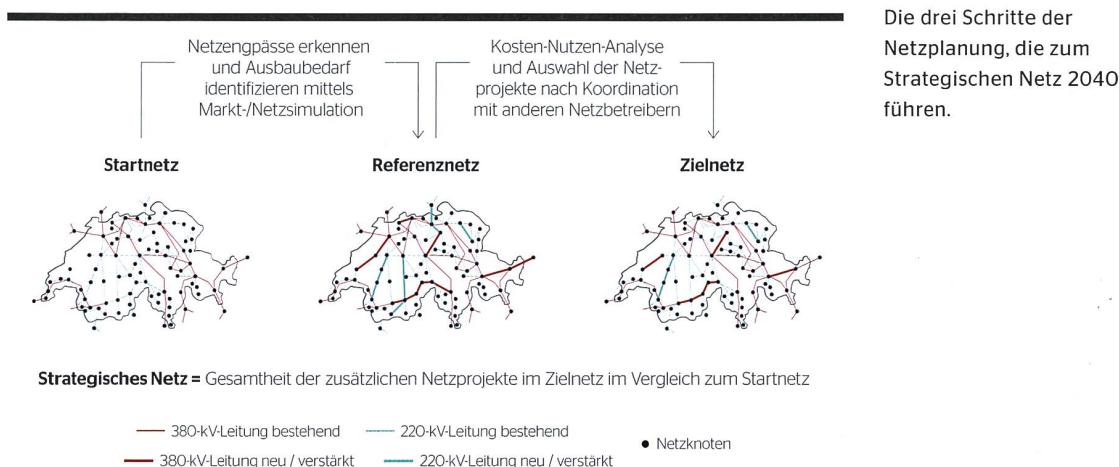 Netzengpässe erkennen
und Ausbaubedarf
identifizieren mittels
Markt-/Netzsimulation
Kosten-Nutzen-Analyse
und Auswahl der Netz-
projekte nach Koordination
mit anderen Netzbetreibern
Die drei Schritte der
Netzplanung, die zum
Strategischen Netz 2040
führen.
Startnetz
Referenznetz
Zielnetz
Strategisches Netz = Gesamtheit der zusätzlichen Netzprojekte im Zielnetz im Vergleich zum Startnetz
380-kV-Leitung bestehend
220-kV-Leitung bestehend
Netzknoten
380-kV-Leitung neu / verstärkt
220-kV-Leitung neu / verstärkt